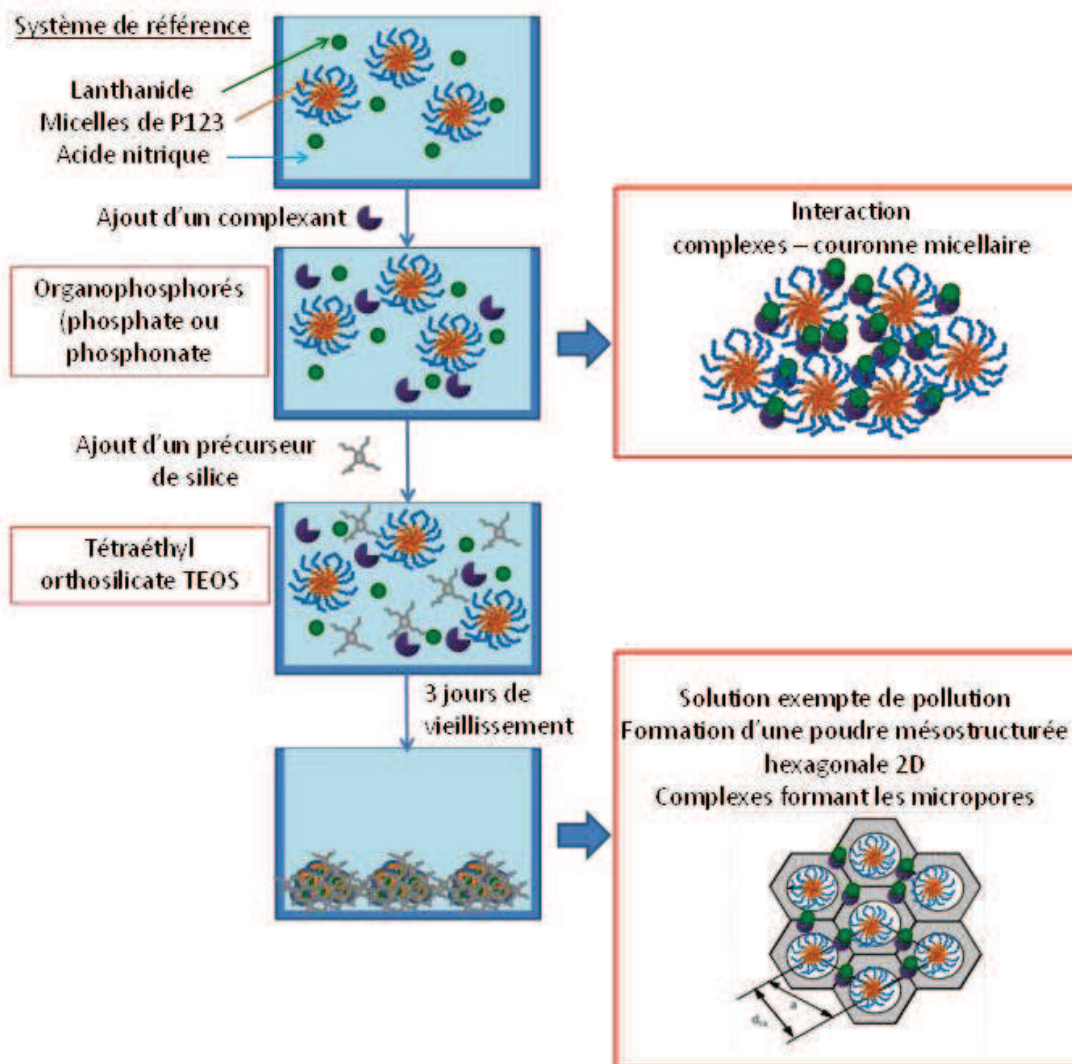 Système de référence
Lanthanide
Micelles de P123
Acide nitrique
Ajout d'un complexant
Organophosphorés
(phosphate ou
phosphonate
Interaction
complexes – couronne micellaire
Ajout d'un précurseur
de silice
Tétraéthyl
orthosilicate TEOS
3 jours de
vieillissement
Solution exempte de pollution
Formation d'une poudre mésostructurée
hexagonale 2D
Complexes formant les micropores
a